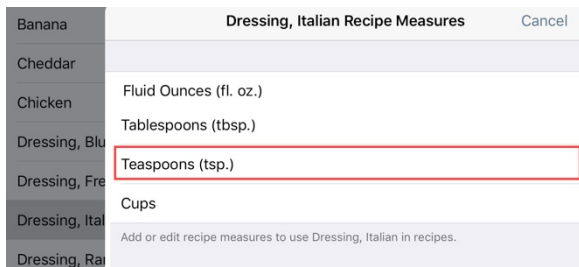 Dressing, Italian Recipe Measures Cancel
Banana
Cheddar
Chicken
Dressing, Blu
Dressing, Fre
Dressing, Ital
Dressing, Ra
Fluid Ounces (fl. oz.)
Tablespoons (tbsp.)
Teaspoons (tsp.)
Cups
Add or edit recipe measures to use Dressing, Italian in recipes.